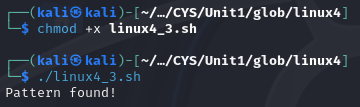 ┌──(kali㉿kali)-[~/…/CYS/Unit1/glob/linux4]
└─$ chmod +x linux4_3.sh
┌──(kali㉿kali)-[~/…/CYS/Unit1/glob/linux4]
└─$ ./linux4_3.sh
Pattern found!